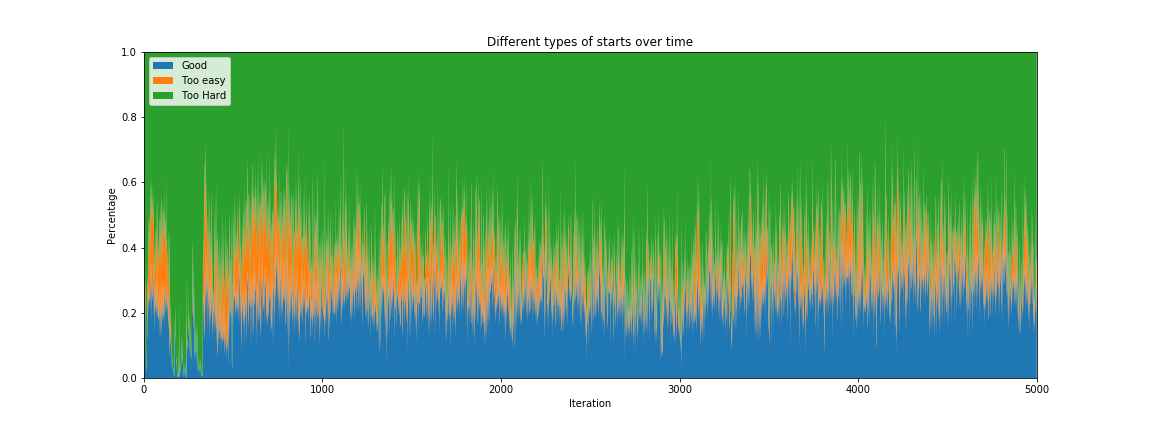 Different types of starts over time
1.0
Good
Too easy
Too Hard
0.8
0.6
Percentage
0.4
0.2
0.0
0 1000 2000 3000 4000 5000
Iteration